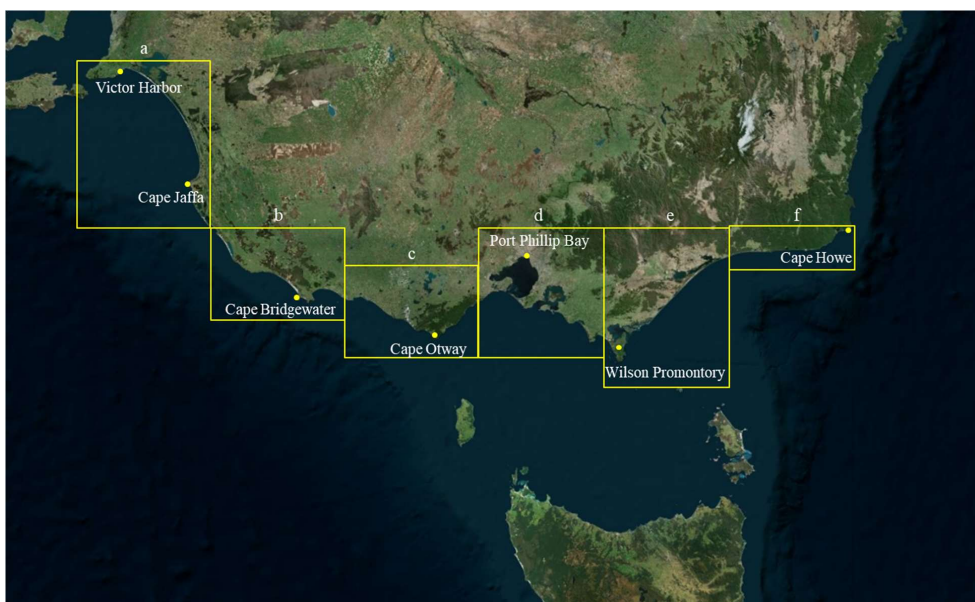 a
Victor Harbor
Cape Jaffa
b
c
d
Port Phillip Bay
e
f
Cape Howe
Cape Bridgewater
Cape Otway
Wilson Promontory